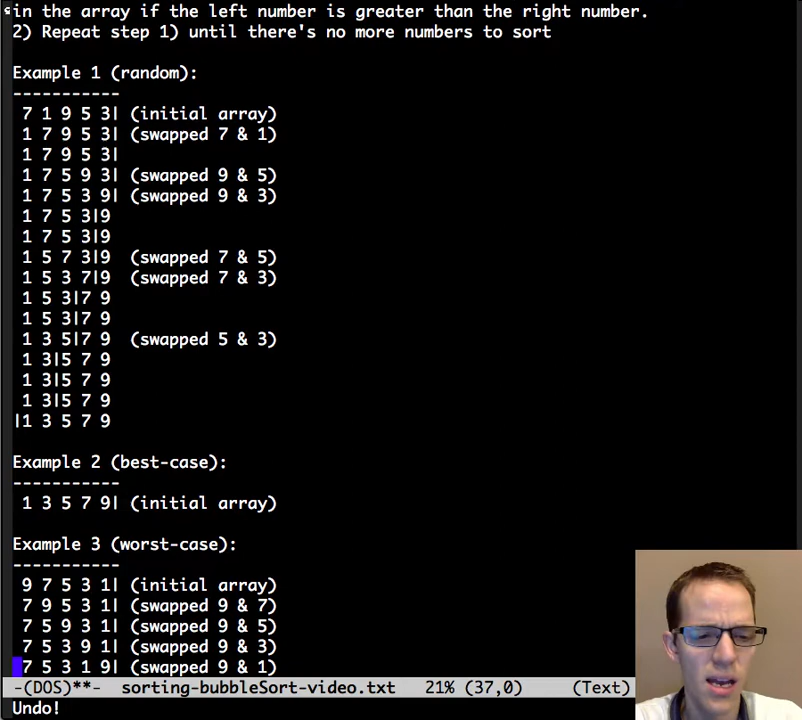 in the array if the left number is greater than the right number.
2) Repeat step 1) until there's no more numbers to sort
Example 1 (random):
-----------
7 1 9 5 3| (initial array)
1 7 9 5 3| (swapped 7 & 1)
1 7 9 5 3|
1 7 5 9 3| (swapped 9 & 5)
1 7 5 3 9| (swapped 9 & 3)
1 7 5 3|9
1 7 5 3|9
1 5 7 3|9 (swapped 7 & 5)
1 5 3 7|9 (swapped 7 & 3)
1 5 3|7 9
1 5 3|7 9
1 3 5|7 9 (swapped 5 & 3)
1 3|5 7 9
1 3|5 7 9
1 3|5 7 9
|1 3 5 7 9
Example 2 (best-case):
-----------
1 3 5 7 9| (initial array)
Example 3 (worst-case):
-----------
9 7 5 3 1| (initial array)
7 9 5 3 1| (swapped 9 & 7)
7 5 9 3 1| (swapped 9 & 5)
7 5 3 9 1| (swapped 9 & 3)
7 5 3 1 9| (swapped 9 & 1)
-(DOS)**- sorting-bubbleSort-video.txt 21% (37,0) (Text)
Undo!